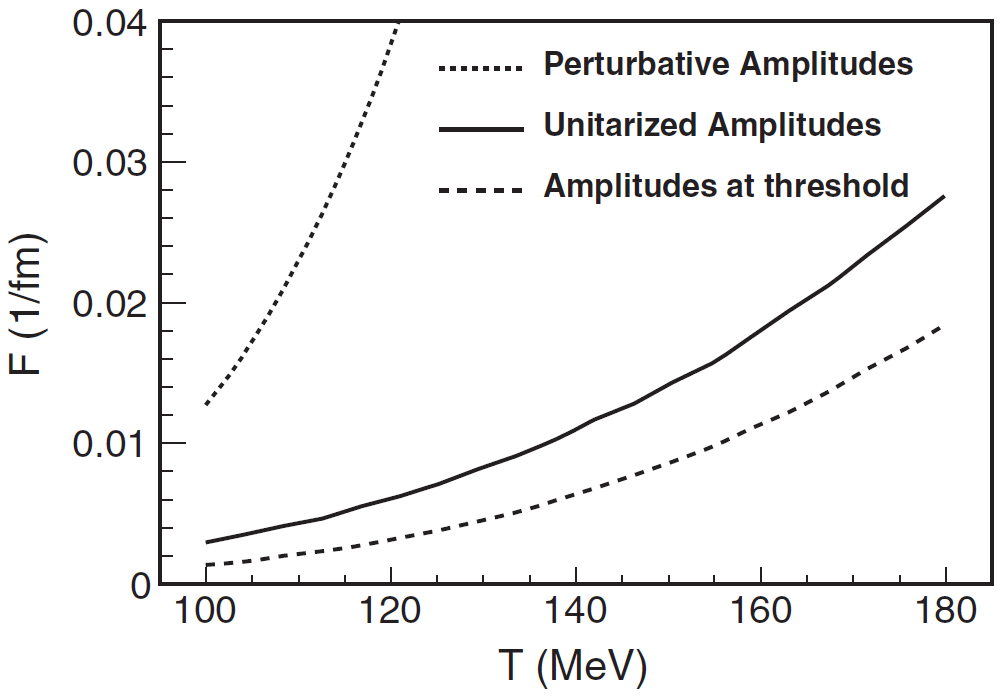 0.04
0.03
0.02
0.01
0
F (1/fm)
Perturbative Amplitudes
Unitarized Amplitudes
Amplitudes at threshold
100 120 140 160 180
T (MeV)